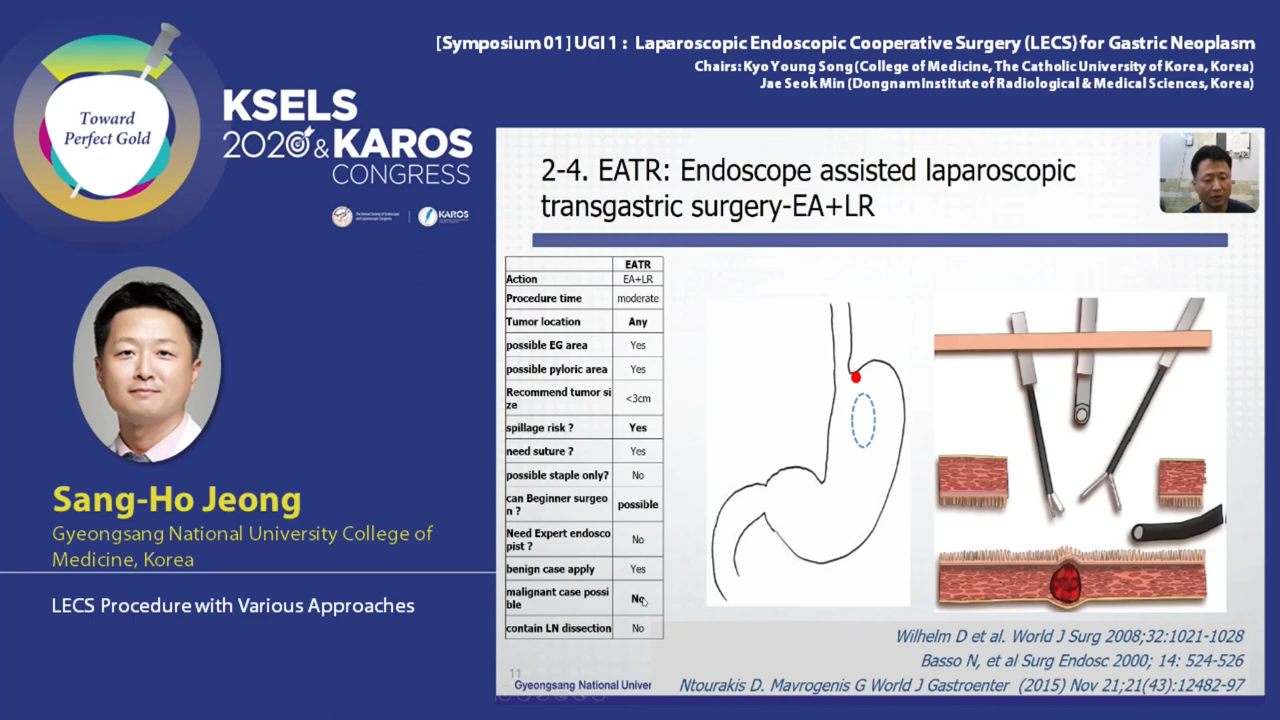 [Symposium 01] UGI 1 : Laparoscopic Endoscopic Cooperative Surgery (LECS) for Gastric Neoplasm
Chairs: Kyo Young Song (College of Medicine, The Catholic University of Korea, Korea)
Jae Seok Min (Dongnam Institute of Radiological & Medical Sciences, Korea)
Toward
Perfect Gold
KSELS
2020 & KAROS
CONGRESS
KAROS
2-4. EATR: Endoscope assisted laparoscopic
transgastric surgery-EA+LR
EATR
Action EA+LR
Procedure time moderate
Tumor location Any
possible EG area Yes
possible pyloric area Yes
Recommend tumor si
ze <3cm
spillage risk ? Yes
need suture ? Yes
possible staple only? No
can Beginner surgeo
n ? possible
Need Expert endosco
pist ? No
benign case apply Yes
malignant case possi
ble No
contain LN dissection No
Wilhelm D et al. World J Surg 2008;32:1021-1028
Basso N, et al Surg Endosc 2000; 14: 524-526
Ntourakis D. Mavrogenis G World J Gastroenter (2015) Nov 21;21(43):12482-97
11
Gyeongsang National Univer
Sang-Ho Jeong
Gyeongsang National University College of
Medicine, Korea
LECS Procedure with Various Approaches